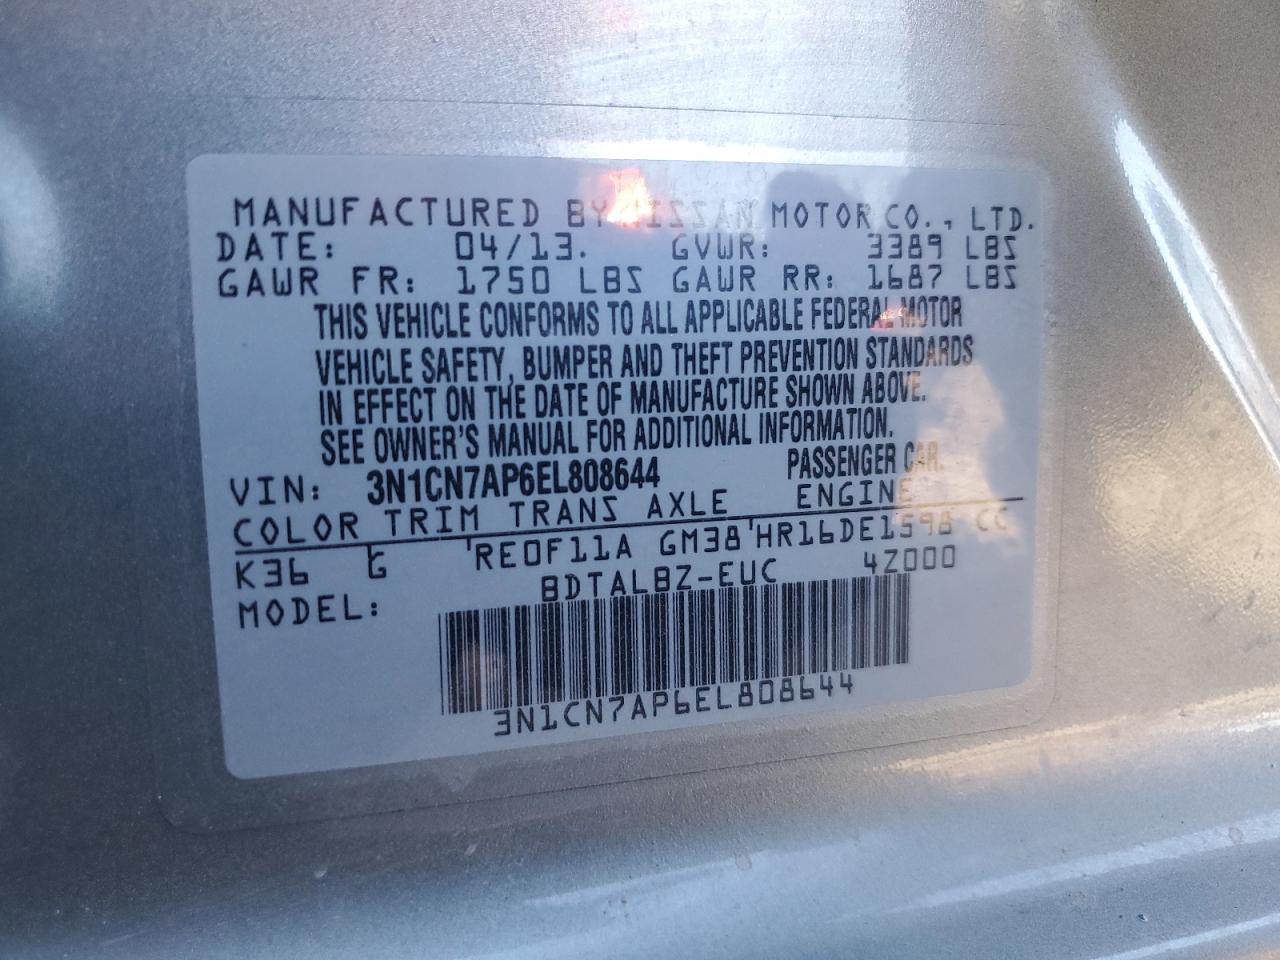 MANUFACTURED BY NISSAN MOTOR CO., LTD.
DATE: 04/13. GVWR: 3389 LBS
GAWR FR: 1750 LBS GAWR RR: 1687 LBS
THIS VEHICLE CONFORMS TO ALL APPLICABLE FEDERAL MOTOR
VEHICLE SAFETY, BUMPER AND THEFT PREVENTION STANDARDS
IN EFFECT ON THE DATE OF MANUFACTURE SHOWN ABOVE.
SEE OWNER'S MANUAL FOR ADDITIONAL INFORMATION.
VIN: 3N1CN7AP6EL808644 PASSENGER CAR.
COLOR TRIM TRANS AXLE ENGINE
K36 G RE0F11A GM38 HR16DE1598 CC
MODEL: BDTALBZ-EUC 4Z000
3N1CN7AP6EL808644